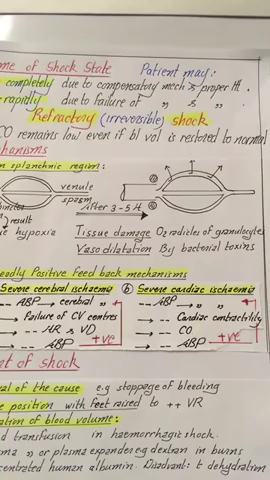 me of Shock State Patient may:
completely due to compensatory mech & proper ttt.
rapidly due to failure of " & " .
Refractory (irreversible) shock
CO remains low even if bl vol is restored to normal
chanisms
n splanchnic region:
venule
spasm
After 3-5 H
result
hypoxia
Tissue damage O2 radicles of granulocytes
Vasodilatation By bacterial toxins
eadly Positive feed back mechanisms
Severe cerebral ischaemia b Severe cardiac ischaemia
-- ABP → cerebral " -- ABP → " "
→ Failure of CV centres → -- Cardiac contractility
→ -- HR & VD → -- CO
→ -- ABP +ve → -- ABP +ve
nt of shock
al of the cause e.g stoppage of bleeding
e position with feet raised to ++ VR
ation of blood volume:
d transfusion in haemorrhagic shock.
ma " or plasma expander eg dextran in burns
centrated human albumin. Disadvant: t dehydration